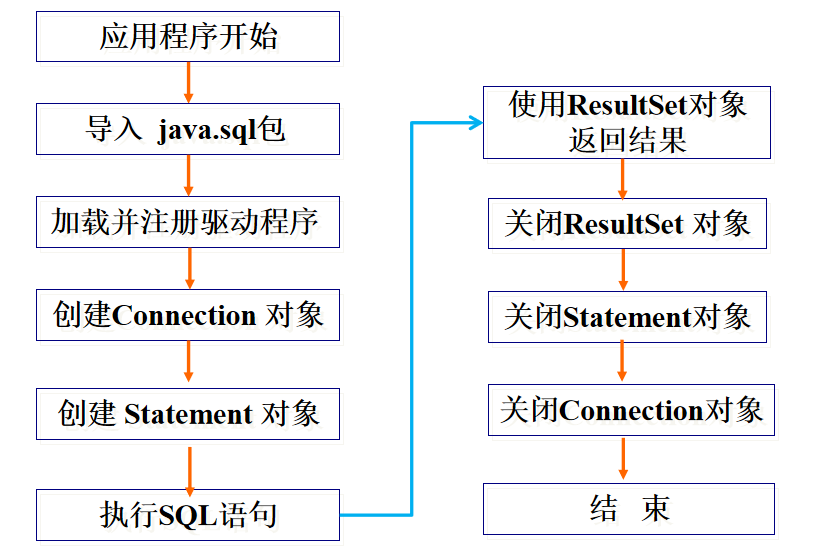 应用程序开始
导入 java.sql包
加载并注册驱动程序
创建Connection 对象
创建 Statement 对象
执行SQL语句
使用ResultSet对象
返回结果
关闭ResultSet 对象
关闭Statement对象
关闭Connection对象
结 束